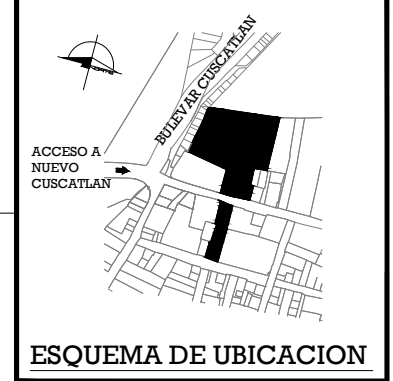 BULEVAR CUSCATLAN
ACCESO A
NUEVO
CUSCATLAN
ESQUEMA DE UBICACION